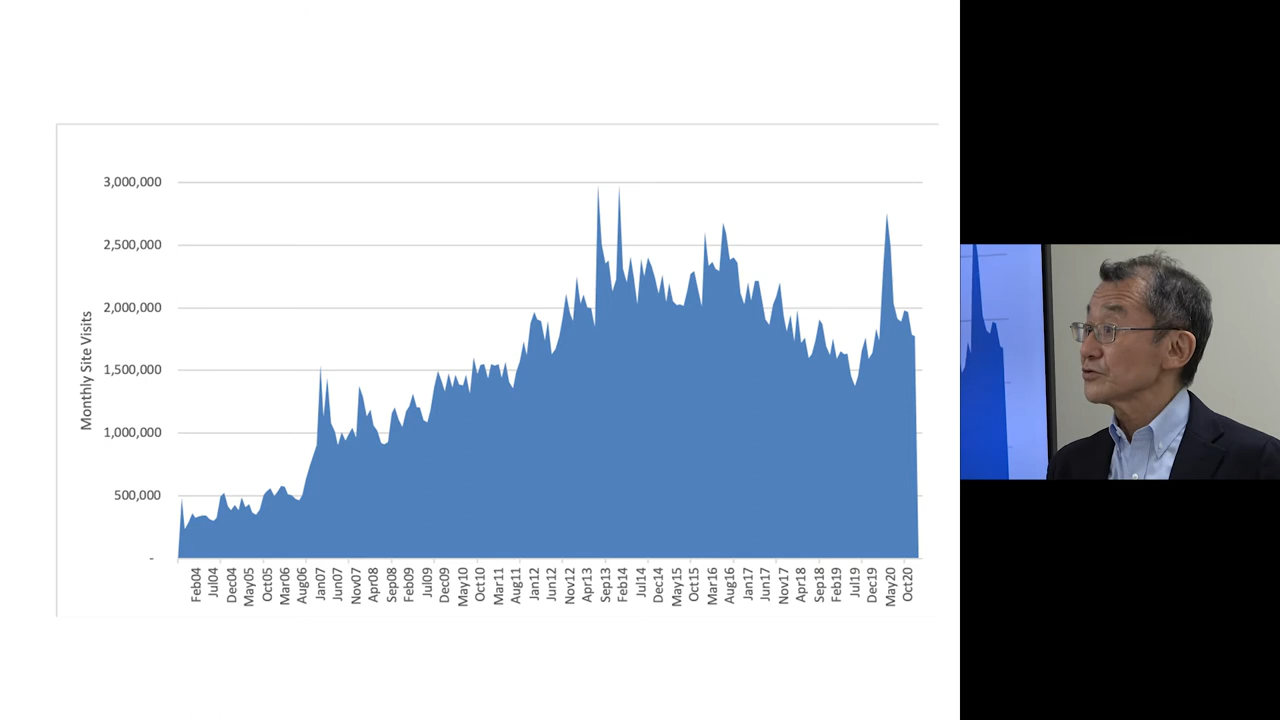 Monthly Site Visits
3,000,000
2,500,000
2,000,000
1,500,000
1,000,000
500,000
-
Feb04
Jul04
Dec04
May05
Oct05
Mar06
Aug06
Jan07
Jun07
Nov07
Apr08
Sep08
Feb09
Jul09
Dec09
May10
Oct10
Mar11
Aug11
Jan12
Jun12
Nov12
Apr13
Sep13
Feb14
Jul14
Dec14
May15
Oct15
Mar16
Aug16
Jan17
Jun17
Nov17
Apr18
Sep18
Feb19
Jul19
Dec19
May20
Oct20